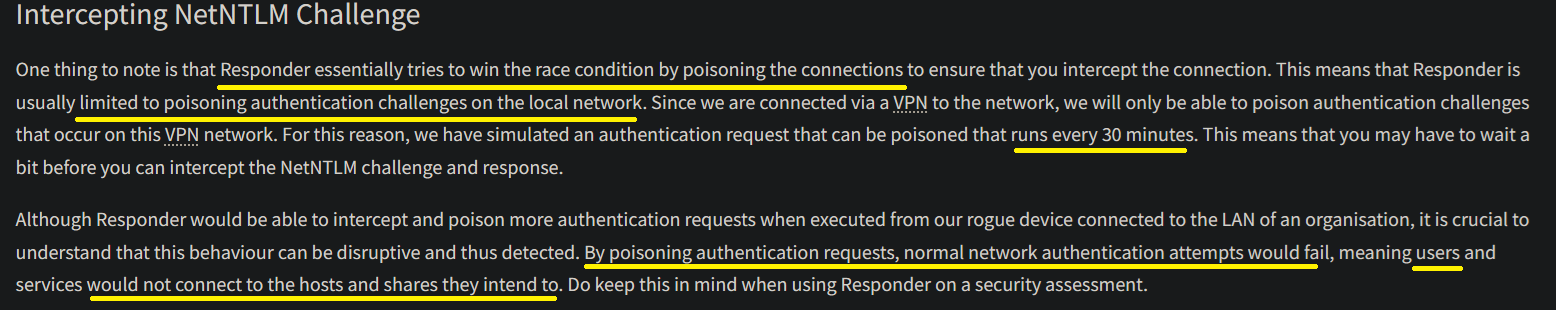 Intercepting NetNTLM Challenge
One thing to note is that Responder essentially tries to win the race condition by poisoning the connections to ensure that you intercept the connection. This means that Responder is
usually limited to poisoning authentication challenges on the local network. Since we are connected via a VPN to the network, we will only be able to poison authentication challenges
that occur on this VPN network. For this reason, we have simulated an authentication request that can be poisoned that runs every 30 minutes. This means that you may have to wait a
bit before you can intercept the NetNTLM challenge and response.
Although Responder would be able to intercept and poison more authentication requests when executed from our rogue device connected to the LAN of an organisation, it is crucial to
understand that this behaviour can be disruptive and thus detected. By poisoning authentication requests, normal network authentication attempts would fail, meaning users and
services would not connect to the hosts and shares they intend to. Do keep this in mind when using Responder on a security assessment.